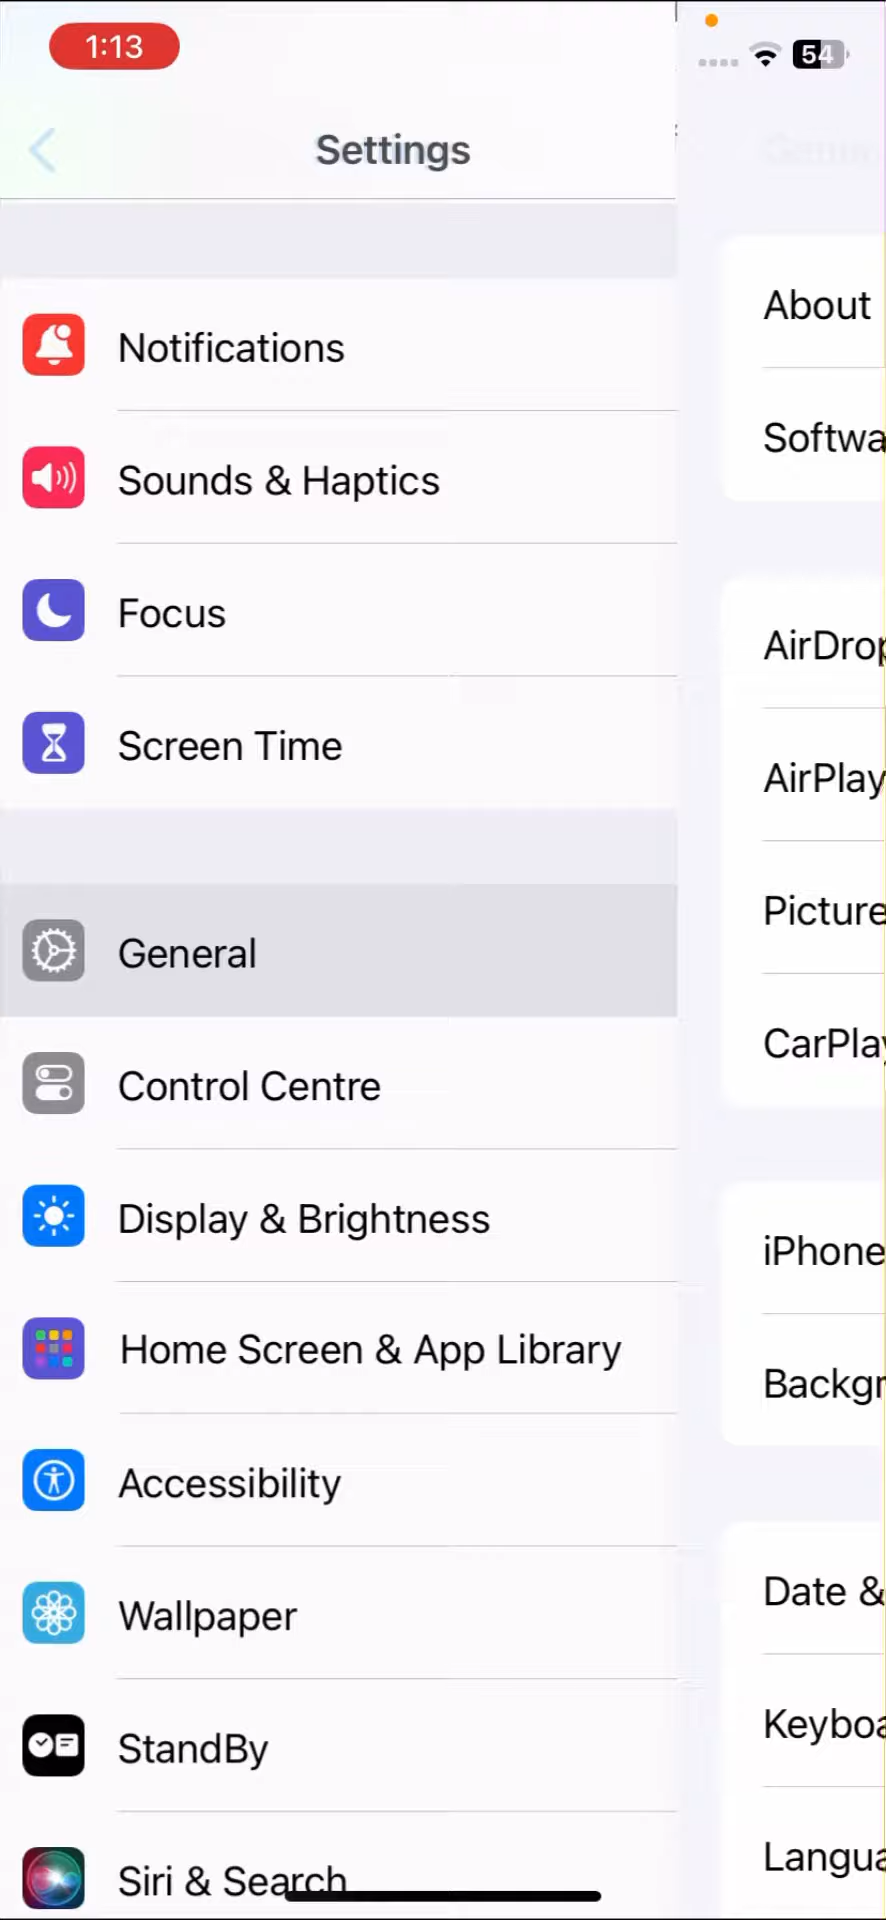 1:13
54
Settings
Notifications
Sounds & Haptics
Focus
Screen Time
General
Control Centre
Display & Brightness
Home Screen & App Library
Accessibility
Wallpaper
StandBy
Siri & Search
About
Softwa
AirDrop
AirPlay
Picture
CarPlay
iPhone
Backgr
Date &
Keyboa
Langua